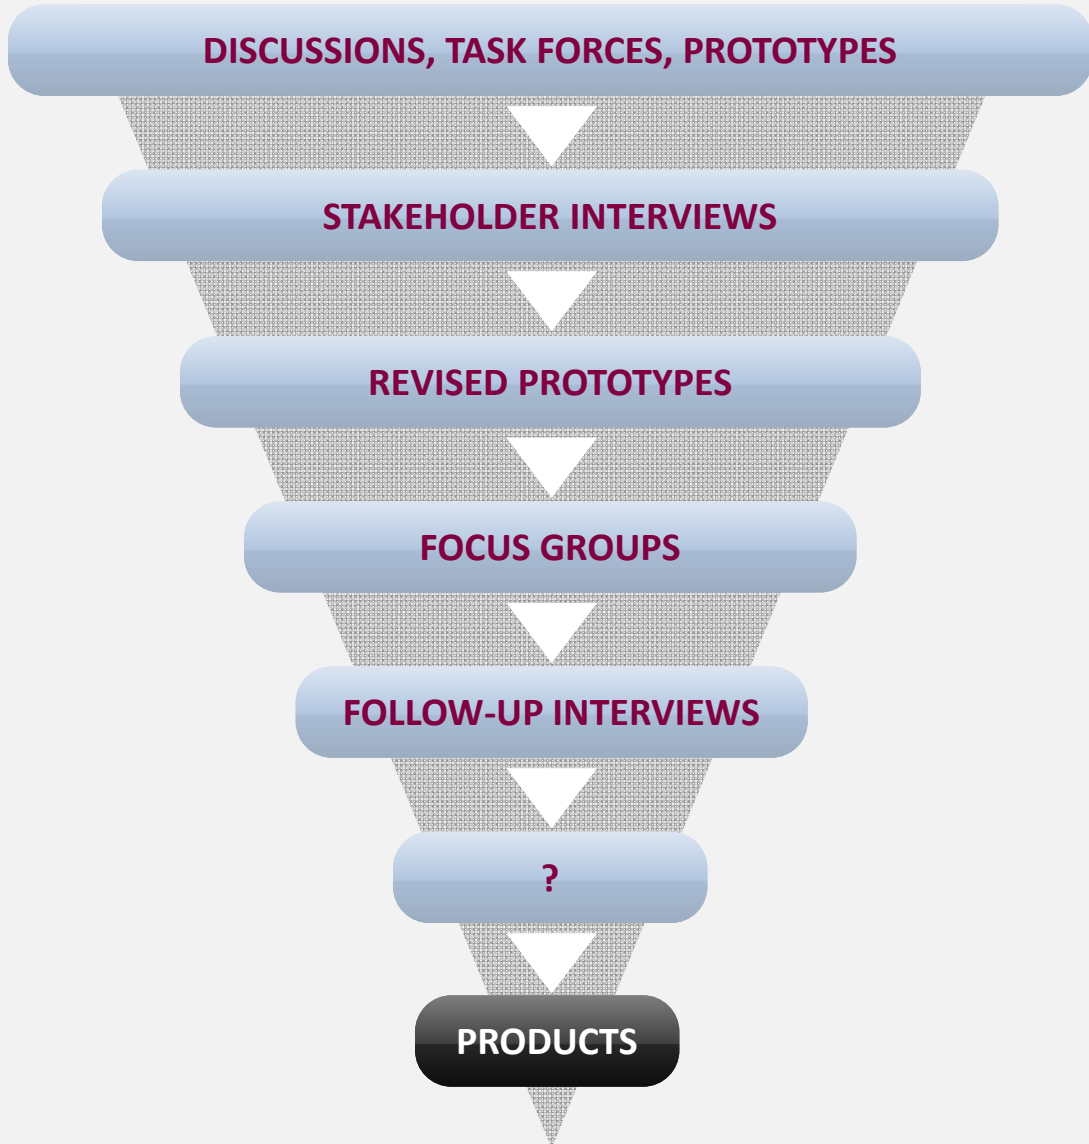 DISCUSSIONS, TASK FORCES, PROTOTYPES
STAKEHOLDER INTERVIEWS
REVISED PROTOTYPES
FOCUS GROUPS
FOLLOW-UP INTERVIEWS
?
PRODUCTS